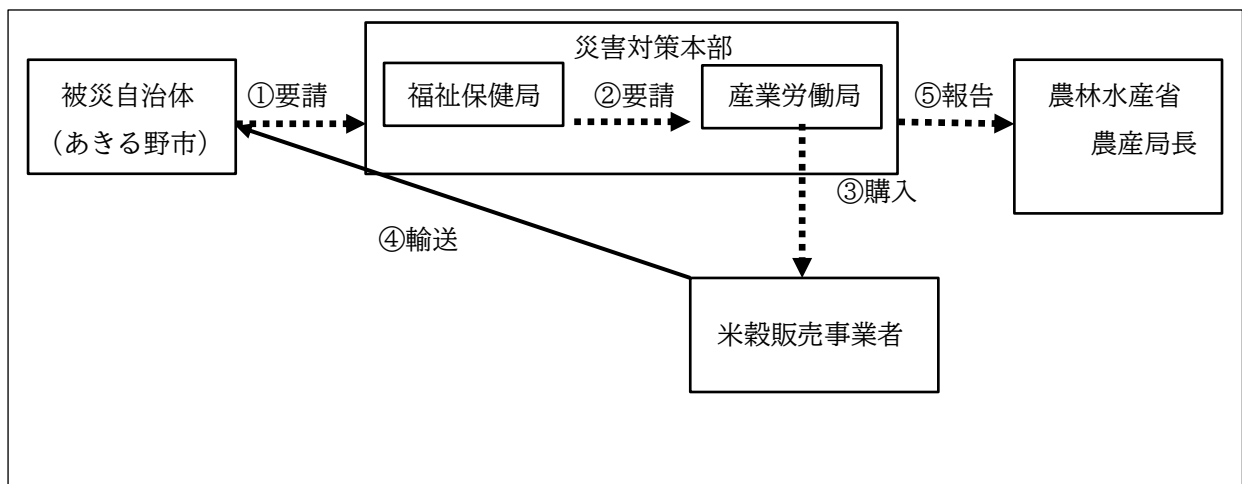 災害対策本部
被災自治体
（あきる野市）
①要請
福祉保健局
②要請
産業労働局
⑤報告
農林水産省
農産局長
③購入
④輸送
米穀販売事業者